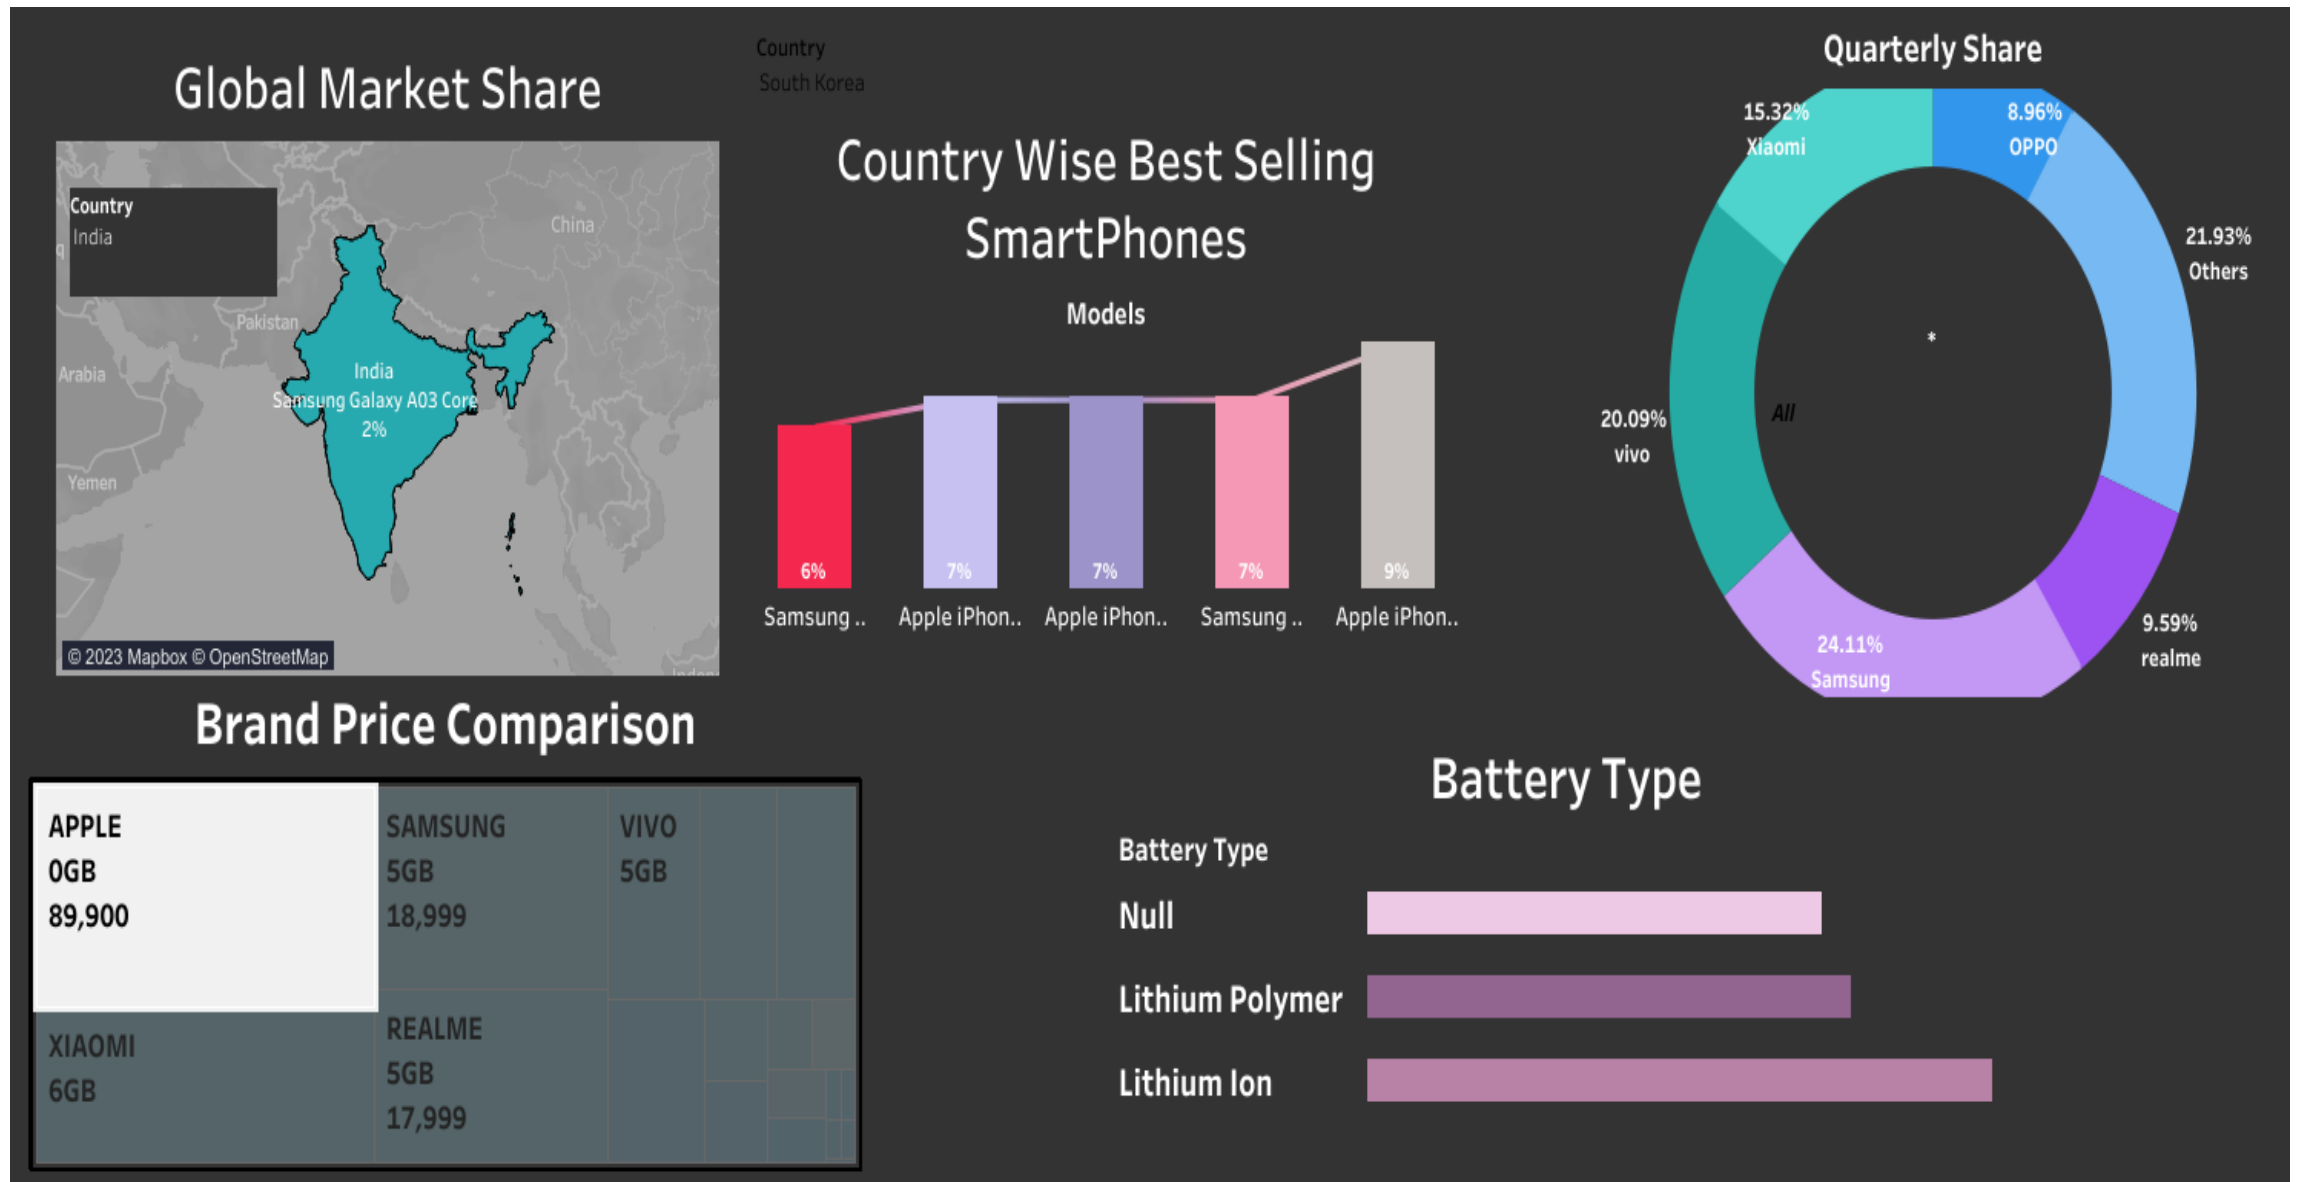 Global Market Share
Country
India
China
Pakistan
Arabia
Yemen
India
Samsung Galaxy A03 Core
2%
© 2023 Mapbox © OpenStreetMap
Country
South Korea
Country Wise Best Selling
SmartPhones
Models
6%
7%
7%
7%
9%
Samsung ..
Apple iPhon..
Apple iPhon..
Samsung ..
Apple iPhon..
Quarterly Share
15.32%
Xiaomi
8.96%
OPPO
21.93%
Others
*
All
20.09%
vivo
9.59%
realme
24.11%
Samsung
Brand Price Comparison
APPLE
0GB
89,900
SAMSUNG
5GB
18,999
VIVO
5GB
XIAOMI
6GB
REALME
5GB
17,999
Battery Type
Battery Type
Null
Lithium Polymer
Lithium Ion